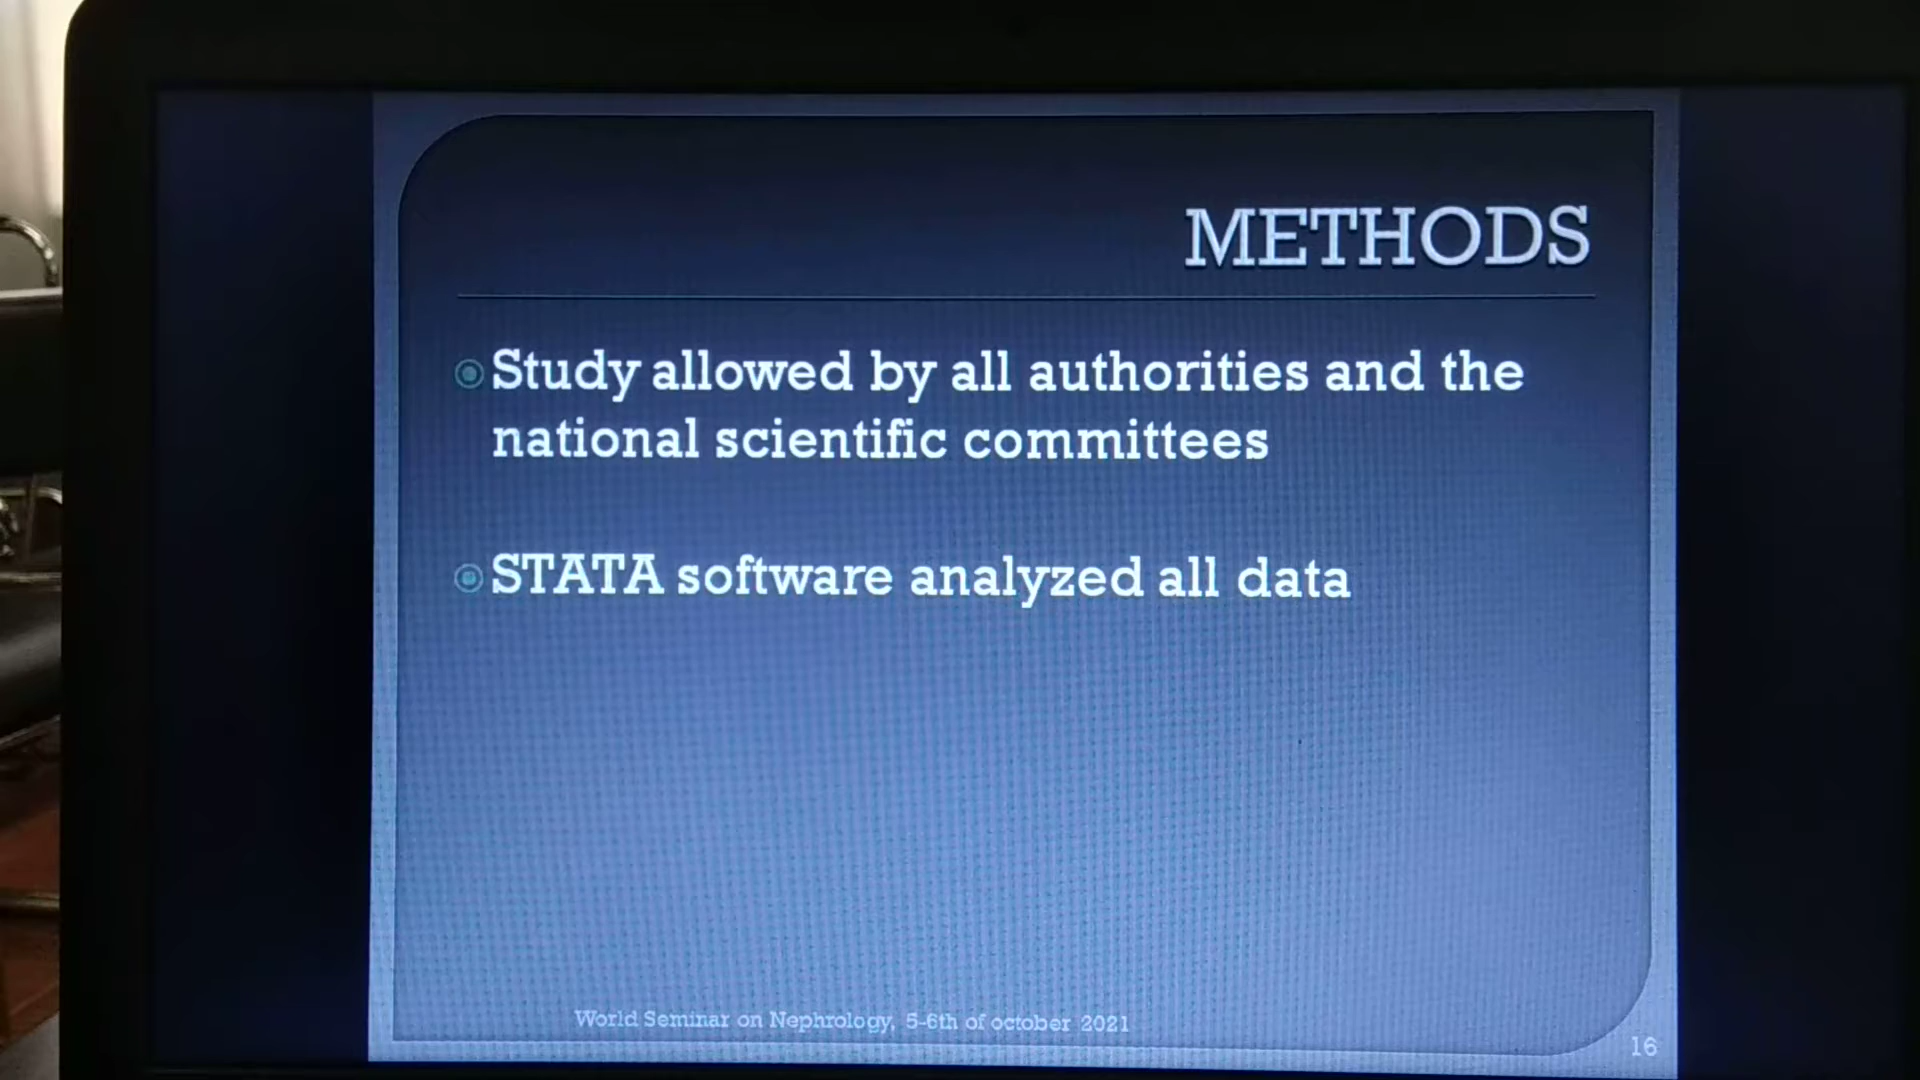 METHODS
Study allowed by all authorities and the
national scientific committees
STATA software analyzed all data
World Seminar on Nephrology, 5-6th of october 2021
16